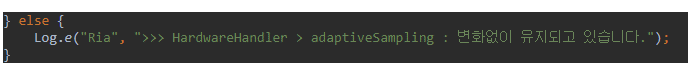 } else {
Log.e("Ria", ">>> HardwareHandler > adaptiveSampling : 변화없이 유지되고 있습니다.");
}